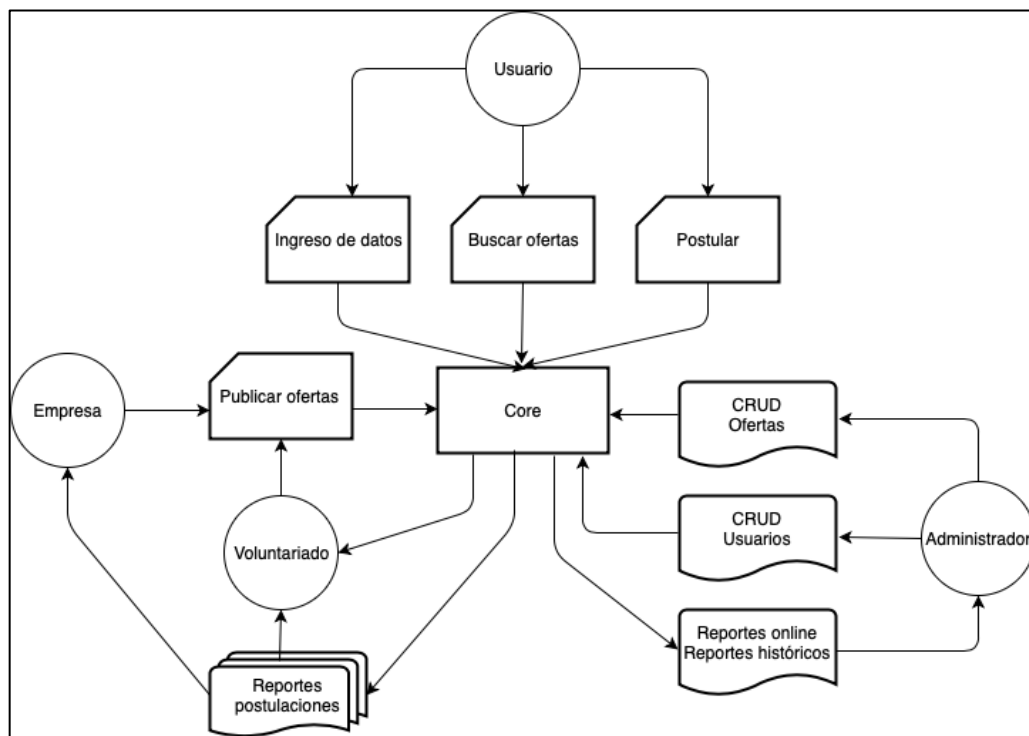 Usuario
Ingreso de datos
Buscar ofertas
Postular
Empresa
Publicar ofertas
Core
CRUD
Ofertas
Voluntariado
CRUD
Usuarios
Administrador
Reportes online
Reportes históricos
Reportes
postulaciones